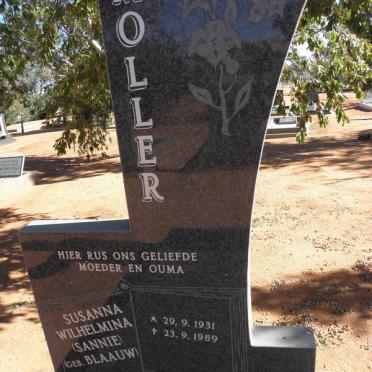 OLLER
HIER RUS ONS GELIEFDE
MOEDER EN OUMA
SUSANNA
WILHELMINA
(SANNIE)
(GEB. BLAAUW)
* 29.9.1931
† 23.9.1989